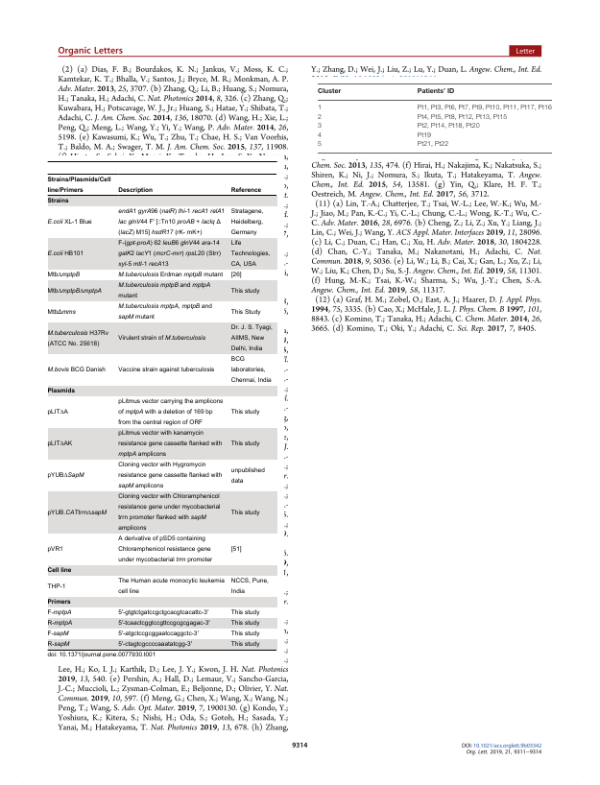 Organic Letters
Letter
(2) (a) Dias, F. B.; Bourdakos, K. N.; Jankus, V.; Moss, K. C.;
Kamtekar, K. T.; Bhalla, V.; Santos, J.; Bryce, M. R.; Monkman, A. P.
Adv. Mater. 2013, 25, 3707. (b) Zhang, Q.; Li, B.; Huang, S.; Nomura,
H.; Tanaka, H.; Adachi, C. Nat. Photonics 2014, 8, 326. (c) Zhang, Q.;
Kuwabara, H.; Potscavage, W. J., Jr.; Huang, S.; Hatae, Y.; Shibata, T.;
Adachi, C. J. Am. Chem. Soc. 2014, 136, 18070. (d) Wang, H.; Xie, L.;
Peng, Q.; Meng, L.; Wang, Y.; Yi, Y.; Wang, P. Adv. Mater. 2014, 26,
5198. (e) Kawasumi, K.; Wu, T.; Zhu, T.; Chae, H. S.; Van Voorhis,
T.; Baldo, M. A.; Swager, T. M. J. Am. Chem. Soc. 2015, 137, 11908.
Strains/Plasmids/Cell
line/Primers Description Reference
Strains
endA1 gyrA96 (nalR) thi-1 recA1 relA1 Stratagene,
E.coli XL-1 Blue lac glnV44 F'[::Tn10 proAB + lacIq Δ Heidelberg,
(lacZ) M15] hsdR17 (rK- mK+) Germany
F-(gpt-proA) 62 leuB6 glnV44 ara-14 Life
E.coli HB101 galK2 lacY1 (mcrC-mrr) rpsL20 (Strr) Technologies,
xyl-5 mtl-1 recA13 CA, USA
MtbΔmptpB M.tuberculosis Erdman mptpB mutant [26]
M.tuberculosis mptpB and mptpA
MtbΔmptpBΔmptpA This study
mutant
M.tuberculosis mptpA, mptpB and
MtbΔmms This Study
sapM mutant
Dr. J. S. Tyagi,
M.tuberculosis H37Rv
Virulent strain of M.tuberculosis AIIMS, New
(ATCC No. 25618)
Delhi, India
BCG
M.bovis BCG Danish Vaccine strain against tuberculosis laboratories,
Chennai, India
Plasmids
pLitmus vector carrying the amplicons
pLITΔA of mptpA with a deletion of 169 bp This study
from the central region of ORF
pLitmus vector with kanamycin
pLITΔAK resistance gene cassette flanked with This study
mptpA amplicons
Cloning vector with Hygromycin
unpublished
pYUBΔSapM resistance gene cassette flanked with
data
sapM amplicons
Cloning vector with Chloramphenicol
resistance gene under mycobacterial
pYUB.CATtrrnΔsapM This study
trrn promoter flanked with sapM
amplicons
A derivative of pSD5 containing
pVR1 Chloramphenicol resistance gene [51]
under mycobacterial trrn promoter
Cell line
The Human acute monocytic leukemia NCCS, Pune,
THP-1
cell line India
Primers
F-mptpA 5'-gtgtctgatccgctgcacgtcacattc-3' This study
R-mptpA 5'-tcaactcggtccgttccgcgcgagac-3' This study
F-sapM 5'-atgctccgcggaatccaggctc-3' This study
R-sapM 5'-ctagtcgccccaaatatcgg-3' This study
doi: 10.1371/journal.pone.0077930.t001
Lee, H.; Ko, I. J.; Karthik, D.; Lee, J. Y.; Kwon, J. H. Nat. Photonics
2019, 13, 540. (e) Pershin, A.; Hall, D.; Lemaur, V.; Sancho-Garcia,
J.-C.; Muccioli, L.; Zysman-Colman, E.; Beljonne, D.; Olivier, Y. Nat.
Commun. 2019, 10, 597. (f) Meng, G.; Chen, X.; Wang, X.; Wang, N.;
Peng, T.; Wang, S. Adv. Opt. Mater. 2019, 7, 1900130. (g) Kondo, Y.;
Yoshiura, K.; Kitera, S.; Nishi, H.; Oda, S.; Gotoh, H.; Sasada, Y.;
Yanai, M.; Hatakeyama, T. Nat. Photonics 2019, 13, 678. (h) Zhang,
Y.; Zhang, D.; Wei, J.; Liu, Z.; Lu, Y.; Duan, L. Angew. Chem., Int. Ed.
Cluster Patients' ID
1 Pt1, Pt3, Pt6, Pt7, Pt9, Pt10, Pt11, Pt17, Pt16
2 Pt4, Pt5, Pt8, Pt12, Pt13, Pt15
3 Pt2, Pt14, Pt18, Pt20
4 Pt19
5 Pt21, Pt22
Chem. Soc. 2013, 135, 474. (f) Hirai, H.; Nakajima, K.; Nakatsuka, S.;
Shiren, K.; Ni, J.; Nomura, S.; Ikuta, T.; Hatakeyama, T. Angew.
Chem., Int. Ed. 2015, 54, 13581. (g) Yin, Q.; Klare, H. F. T.;
Oestreich, M. Angew. Chem., Int. Ed. 2017, 56, 3712.
(11) (a) Lin, T.-A.; Chatterjee, T.; Tsai, W.-L.; Lee, W.-K.; Wu, M.-
J.; Jiao, M.; Pan, K.-C.; Yi, C.-L.; Chung, C.-L.; Wong, K.-T.; Wu, C.-
C. Adv. Mater. 2016, 28, 6976. (b) Cheng, Z.; Li, Z.; Xu, Y.; Liang, J.;
Lin, C.; Wei, J.; Wang, Y. ACS Appl. Mater. Interfaces 2019, 11, 28096.
(c) Li, C.; Duan, C.; Han, C.; Xu, H. Adv. Mater. 2018, 30, 1804228.
(d) Chan, C.-Y.; Tanaka, M.; Nakanotani, H.; Adachi, C. Nat.
Commun. 2018, 9, 5036. (e) Li, W.; Li, B.; Cai, X.; Gan, L.; Xu, Z.; Li,
W.; Liu, K.; Chen, D.; Su, S.-J. Angew. Chem., Int. Ed. 2019, 58, 11301.
(f) Hung, M.-K.; Tsai, K.-W.; Sharma, S.; Wu, J.-Y.; Chen, S.-A.
Angew. Chem., Int. Ed. 2019, 58, 11317.
(12) (a) Graf, H. M.; Zobel, O.; East, A. J.; Haarer, D. J. Appl. Phys.
1994, 75, 3335. (b) Cao, X.; McHale, J. L. J. Phys. Chem. B 1997, 101,
8843. (c) Komino, T.; Tanaka, H.; Adachi, C. Chem. Mater. 2014, 26,
3665. (d) Komino, T.; Oki, Y.; Adachi, C. Sci. Rep. 2017, 7, 8405.
9314
DOI: 10.1021/acs.orglett.9b03342
Org. Lett. 2019, 21, 9311−9314